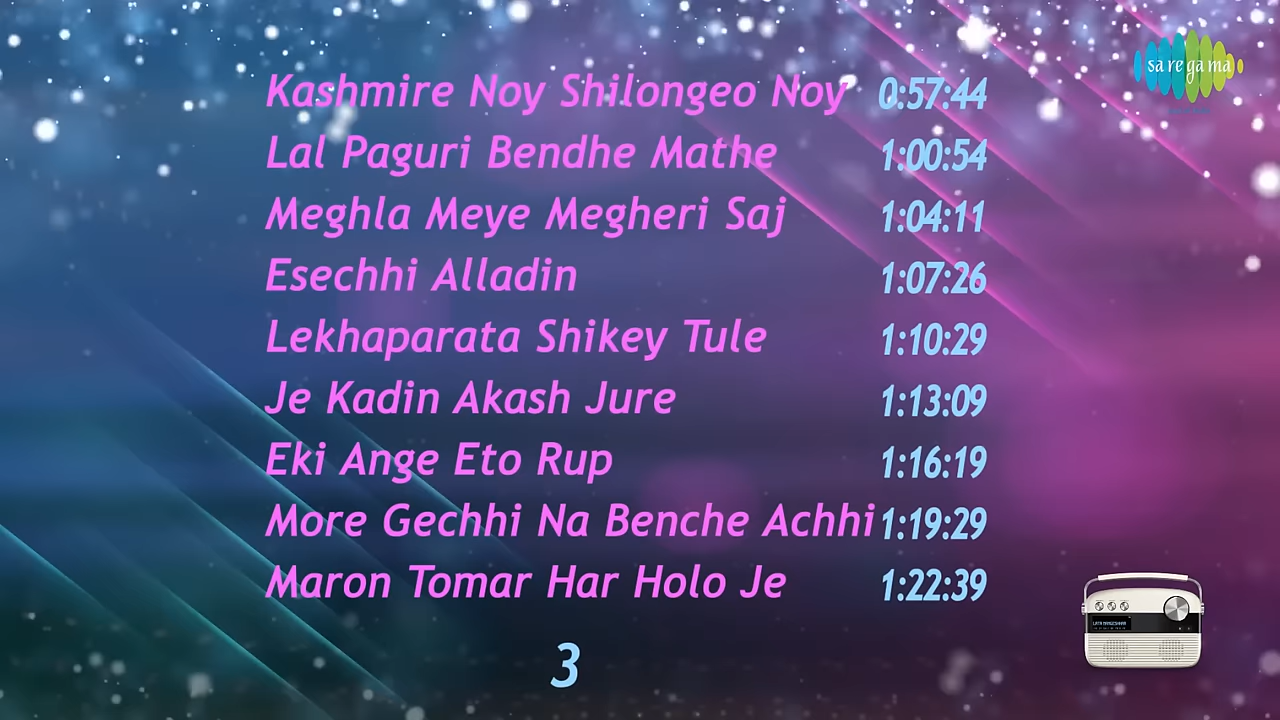 sa re ga ma
Kashmire Noy Shilongeo Noy 0:57:44
Lal Paguri Bendhe Mathe 1:00:54
Meghla Meye Megheri Saj 1:04:11
Esechhi Alladin 1:07:26
Lekhaparata Shikey Tule 1:10:29
Je Kadin Akash Jure 1:13:09
Eki Ange Eto Rup 1:16:19
More Gechhi Na Benche Achhi 1:19:29
Maron Tomar Har Holo Je 1:22:39
LATA MANGESHKAR
3